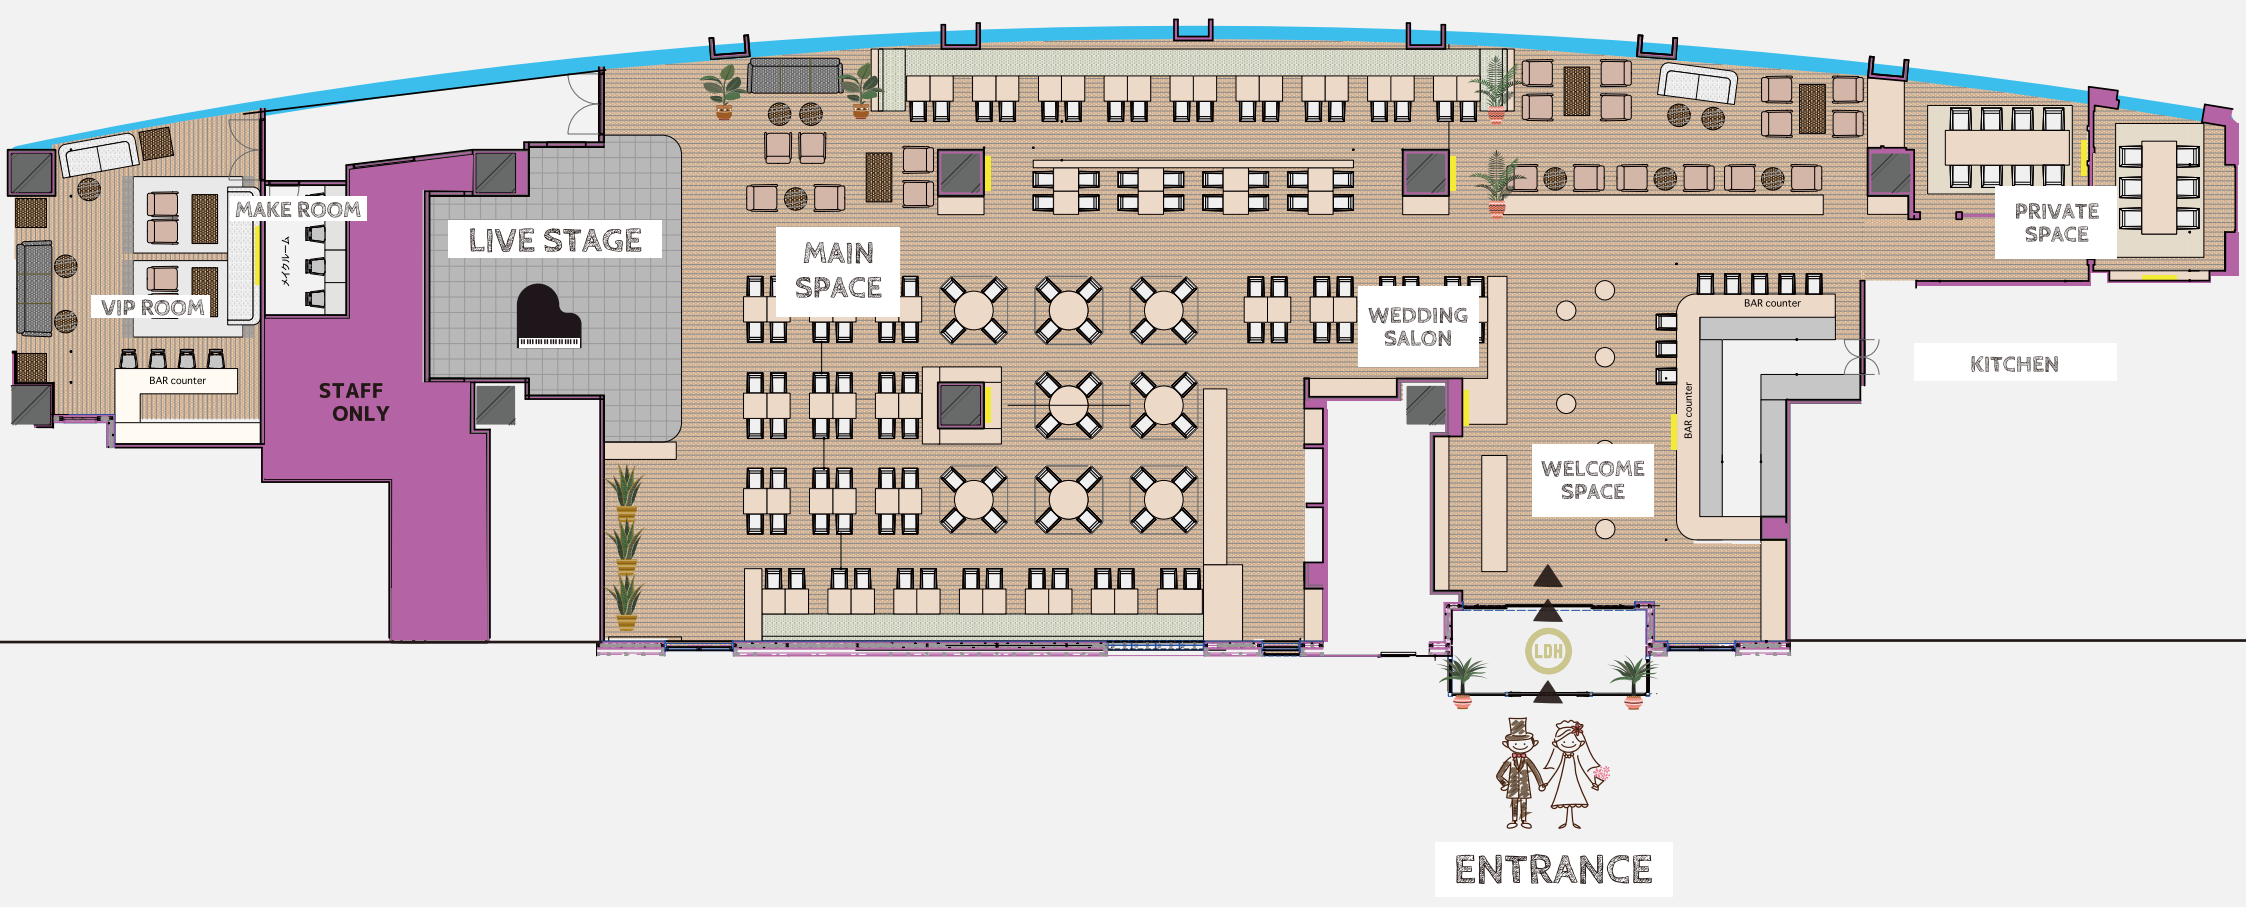 MAKE ROOM
メイクルーム
VIP ROOM
BAR counter
STAFF
ONLY
LIVE STAGE
MAIN
SPACE
WEDDING
SALON
WELCOME
SPACE
BAR counter
BAR counter
PRIVATE
SPACE
KITCHEN
LDH
ENTRANCE